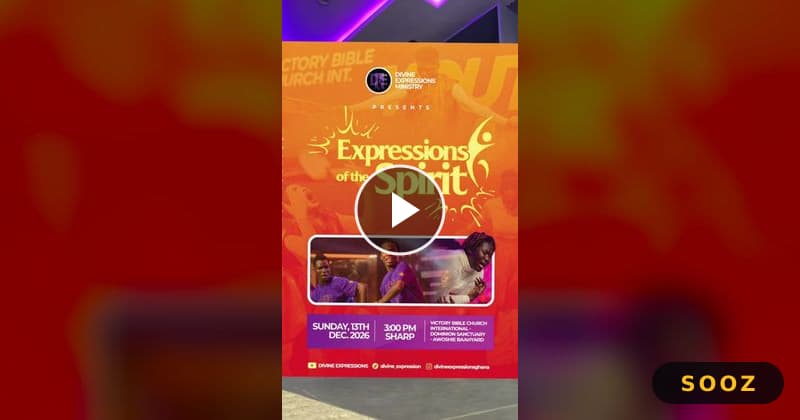 VICTORY BIBLE
CHURCH INT.
DIVINE
EXPRESSIONS
MINISTRY
PRESENTS
Expressions
of the Spirit
SUNDAY, 13TH
DEC. 2026
3:00 PM
SHARP
VICTORY BIBLE CHURCH
INTERNATIONAL -
DOMINION SANCTUARY
- AWOSHIE BAAHYARD
DIVINE EXPRESSIONS
divine_expression
divineexpressionsghana
SOOZ